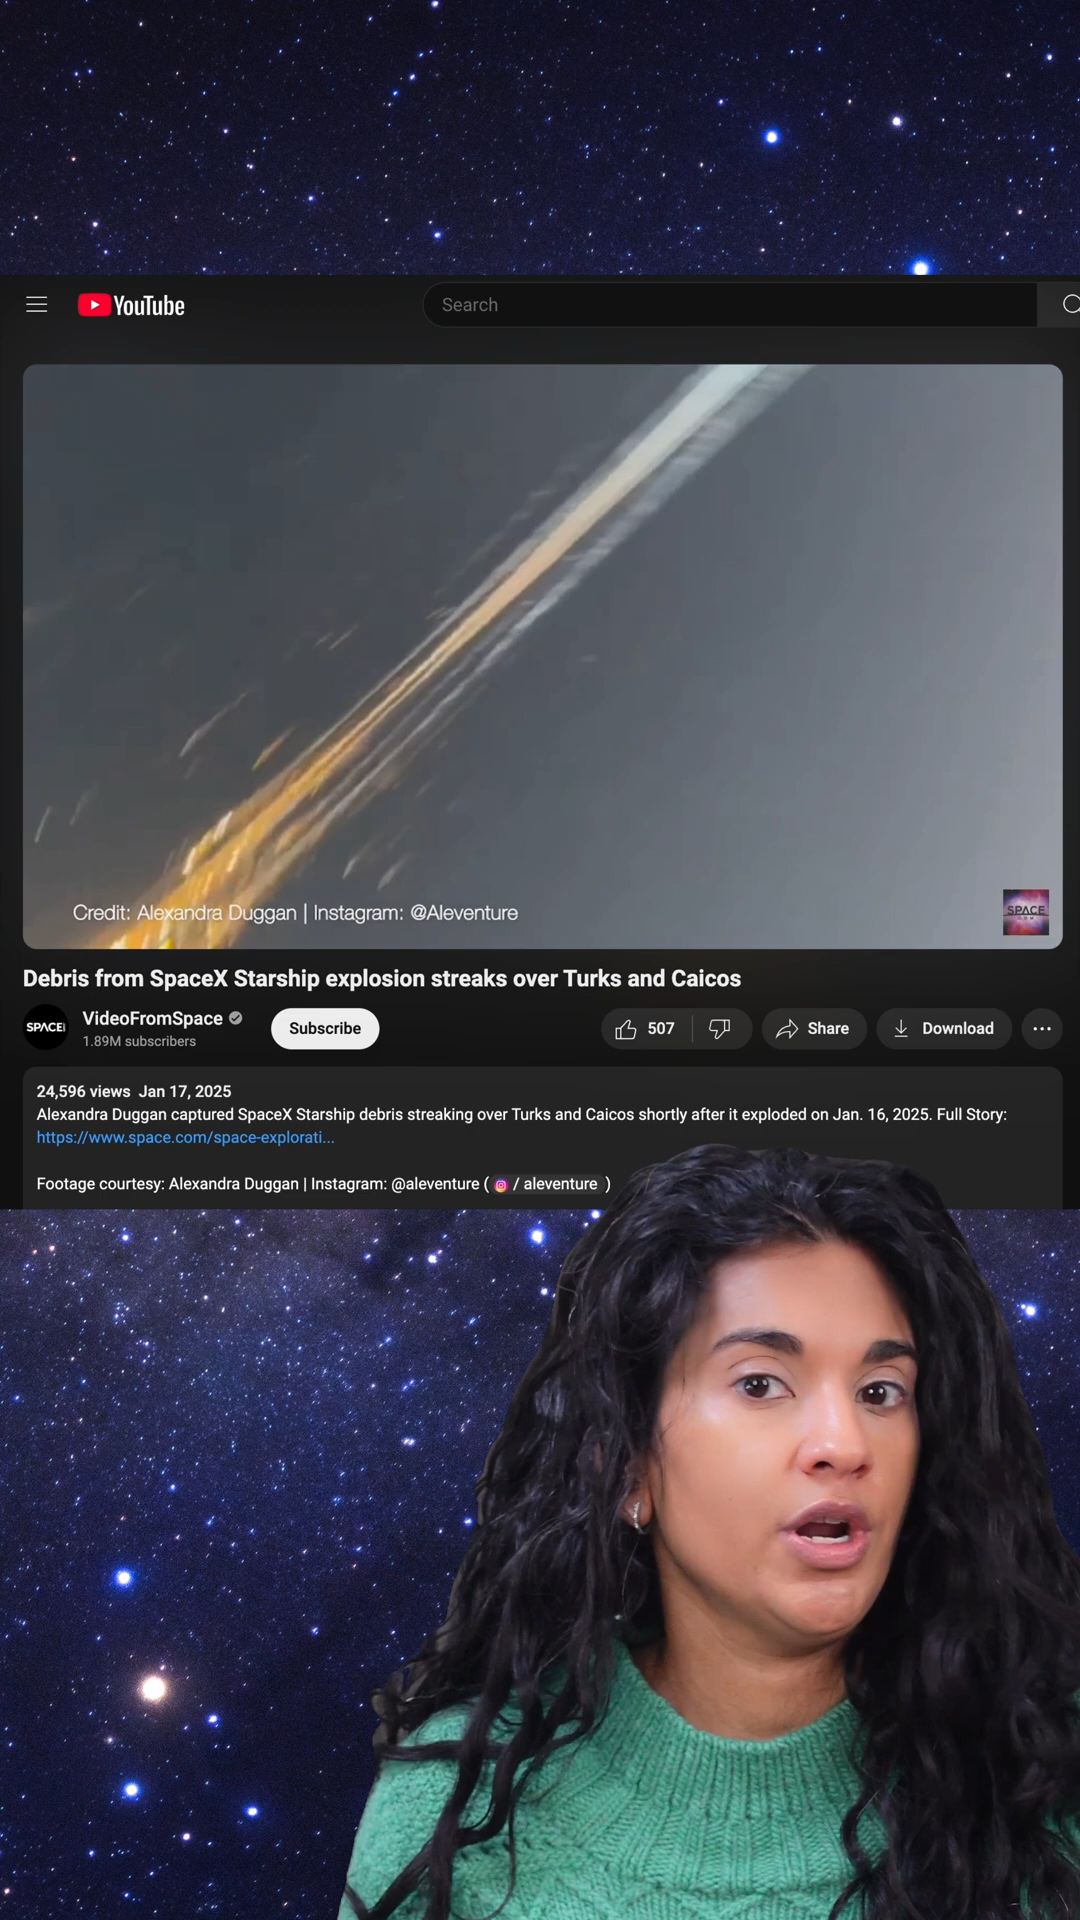 YouTube
Search
Credit: Alexandra Duggan | Instagram: @Aleventure
SPACE
.COM
Debris from SpaceX Starship explosion streaks over Turks and Caicos
SPACE
VideoFromSpace
1.89M subscribers
Subscribe
507
Share
Download
24,596 views Jan 17, 2025
Alexandra Duggan captured SpaceX Starship debris streaking over Turks and Caicos shortly after it exploded on Jan. 16, 2025. Full Story:
https://www.space.com/space-explorati...
Footage courtesy: Alexandra Duggan | Instagram: @aleventure ( / aleventure )